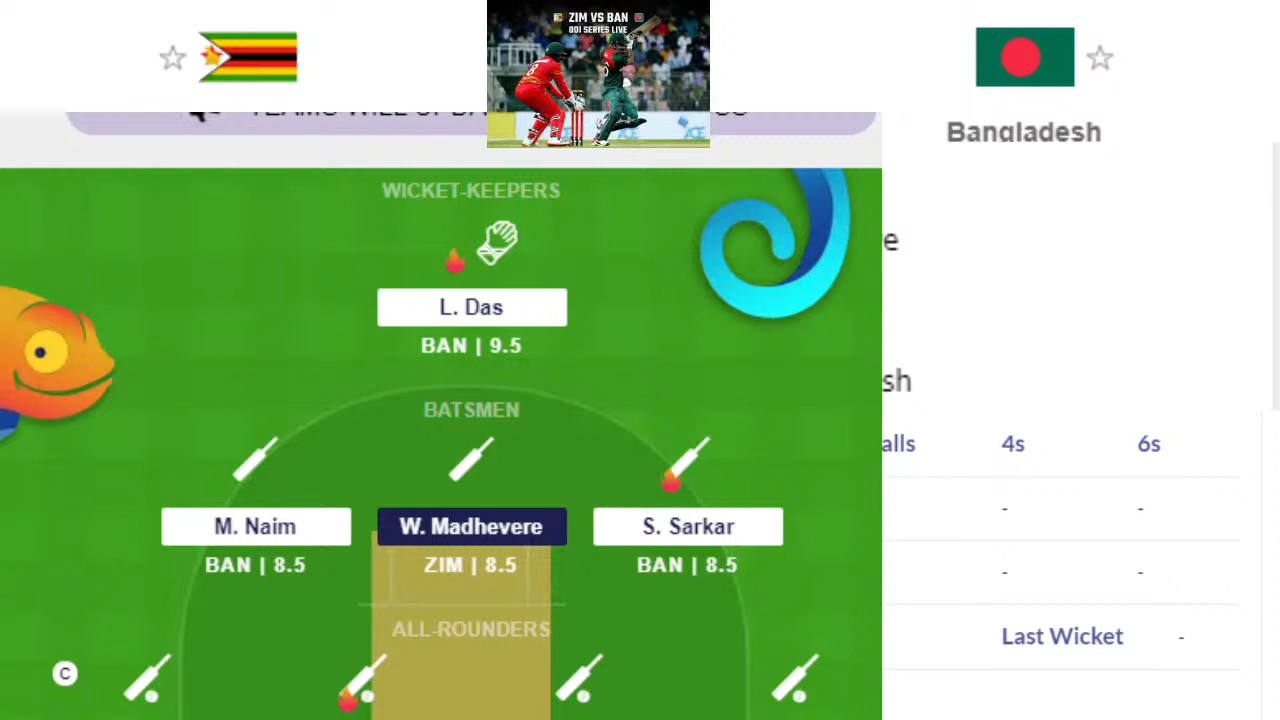 ZIM VS BAN
ODI SERIES LIVE
Bangladesh
WICKET-KEEPERS
e
L. Das
BAN | 9.5
sh
BATSMEN
alls 4s 6s
M. Naim W. Madhevere S. Sarkar
- -
BAN | 8.5 ZIM | 8.5 BAN | 8.5
- -
ALL-ROUNDERS
Last Wicket -
C